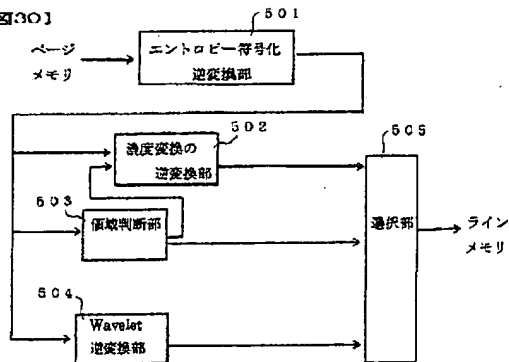 図30]
501
ページ
メモリ
エントロピー符号化
逆変換部
502
505
濃度変換の
逆変換部
503
値域判断部
選択部
ライン
メモリ
504
Wavelet
逆変換部